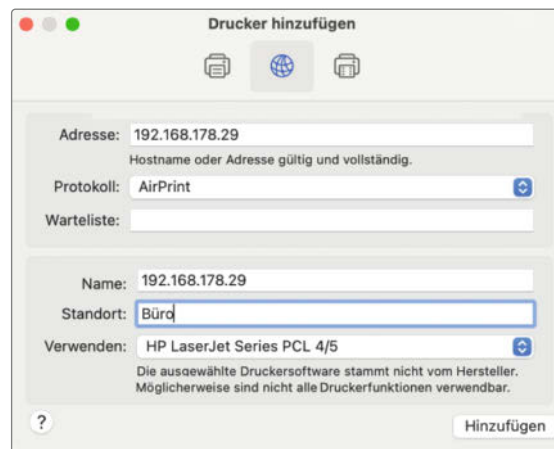 Drucker hinzufügen
Adresse: 192.168.178.29
Hostname oder Adresse gültig und vollständig.
Protokoll: AirPrint
Warteliste:
Name: 192.168.178.29
Standort: Büro
Verwenden: HP LaserJet Series PCL 4/5
Die ausgewählte Druckersoftware stammt nicht vom Hersteller.
Möglicherweise sind nicht alle Druckerfunktionen verwendbar.
? Hinzufügen